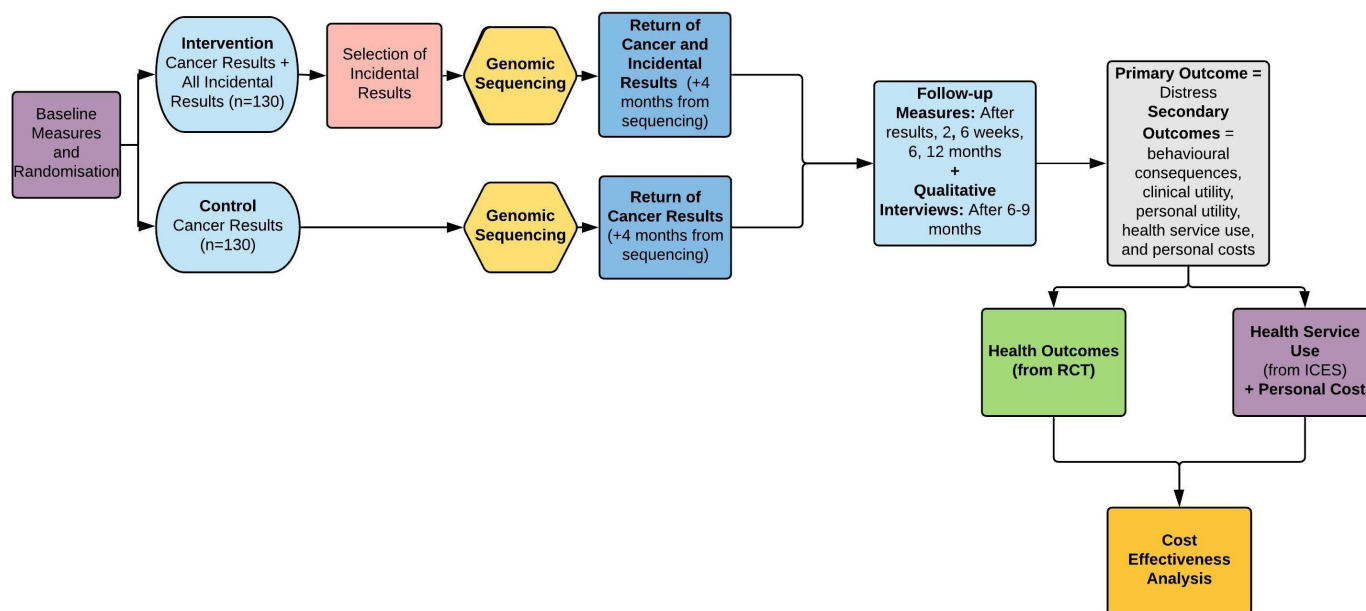 Baseline
Measures
and
Randomisation
Intervention
Cancer Results +
All Incidental
Results (n=130)
Selection of
Incidental
Results
Genomic
Sequencing
Return of
Cancer and
Incidental
Results (+4
months from
sequencing)
Control
Cancer Results
(n=130)
Genomic
Sequencing
Return of
Cancer Results
(+4 months from
sequencing)
Follow-up
Measures: After
results, 2, 6 weeks,
6, 12 months
+
Qualitative
Interviews: After 6-9
months
Primary Outcome =
Distress
Secondary
Outcomes =
behavioural
consequences,
clinical utility,
personal utility,
health service use,
and personal costs
Health Outcomes
(from RCT)
Health Service
Use
(from ICES)
+ Personal Cost
Cost
Effectiveness
Analysis